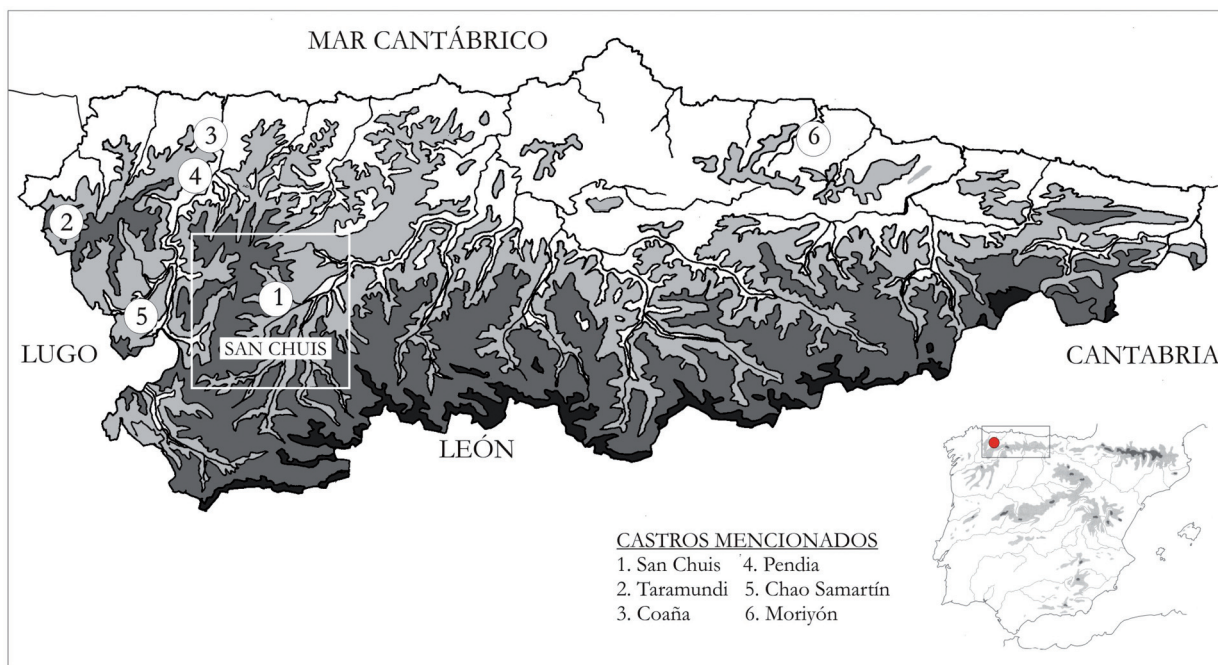 MAR CANTÁBRICO
3
6
4
2
1
5
SAN CHUIS
LUGO
CANTABRIA
LEÓN
CASTROS MENCIONADOS
1. San Chuis 4. Pendia
2. Taramundi 5. Chao Samartín
3. Coaña 6. Moriyón